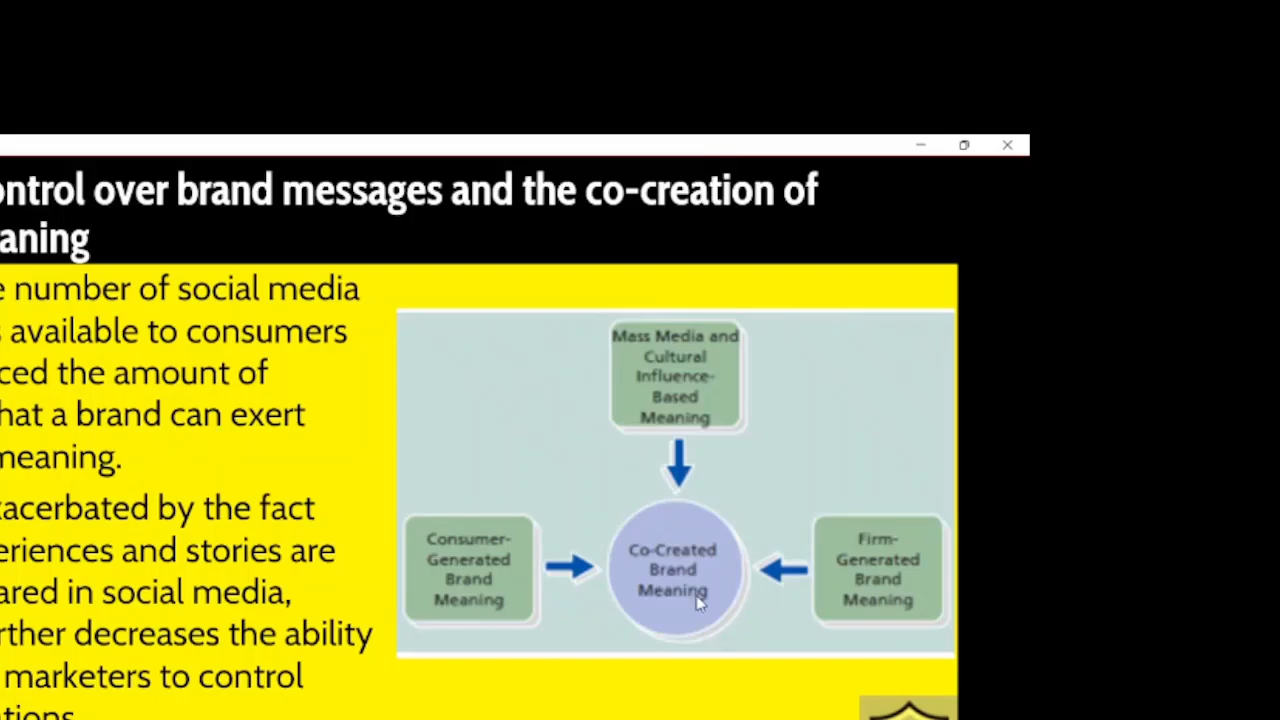 ontrol over brand messages and the co-creation of
aning
e number of social media
s available to consumers
ced the amount of
hat a brand can exert
meaning.
xacerbated by the fact
eriences and stories are
ared in social media,
rther decreases the ability
marketers to control
tions
Mass Media and
Cultural
Influence-
Based
Meaning
Consumer-
Generated
Brand
Meaning
Co-Created
Brand
Meaning
Firm-
Generated
Brand
Meaning